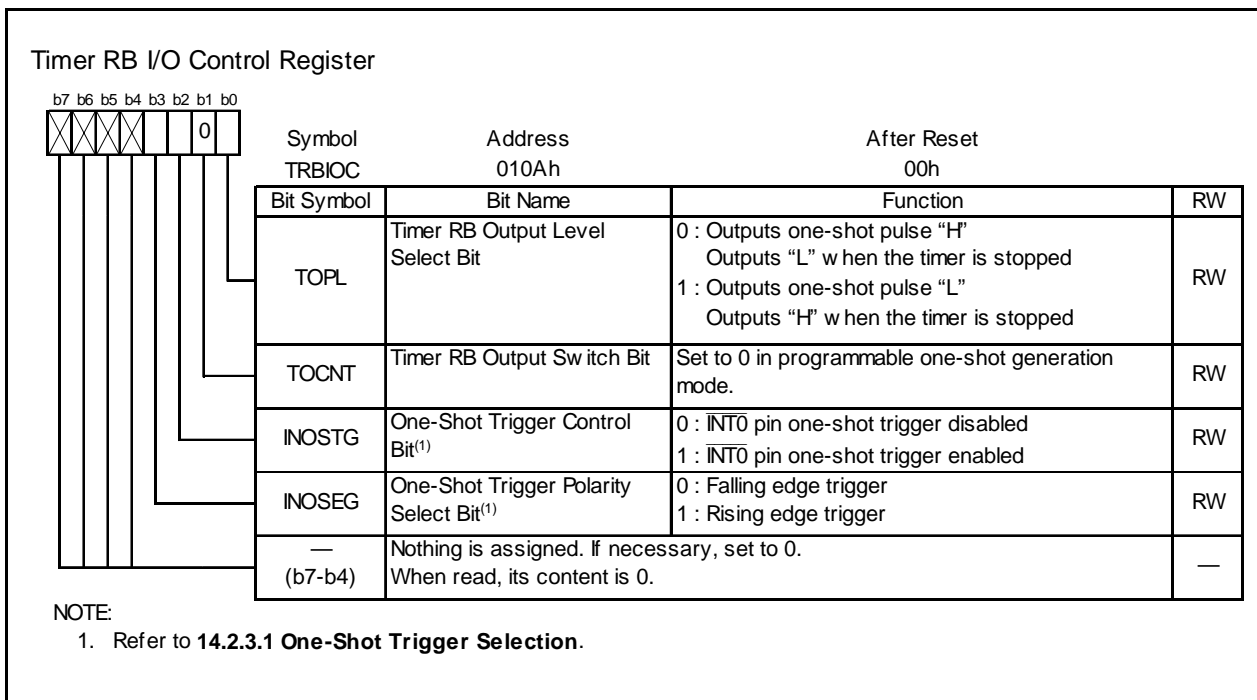 Timer RB I/O Control Register
b7 b6 b5 b4 b3 b2 b1 b0
0
Symbol Address After Reset
TRBIOC 010Ah 00h
Bit Symbol Bit Name Function RW
TOPL Timer RB Output Level Select Bit 0 : Outputs one-shot pulse “H” RW
Outputs “L” when the timer is stopped
1 : Outputs one-shot pulse “L”
Outputs “H” when the timer is stopped
TOCNT Timer RB Output Switch Bit Set to 0 in programmable one-shot generation mode. RW
INOSTG One-Shot Trigger Control Bit(1) 0 : INT0 pin one-shot trigger disabled RW
1 : INT0 pin one-shot trigger enabled
INOSEG One-Shot Trigger Polarity Select Bit(1) 0 : Falling edge trigger RW
1 : Rising edge trigger
— Nothing is assigned. If necessary, set to 0. —
(b7-b4) When read, its content is 0.
NOTE:
1. Refer to 14.2.3.1 One-Shot Trigger Selection.